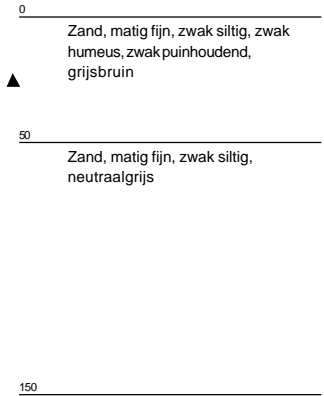 0
Zand, matig fijn, zwak siltig, zwak
humeus, zwak puinhoudend,
grijsbruin
50
Zand, matig fijn, zwak siltig,
neutraalgrijs
150